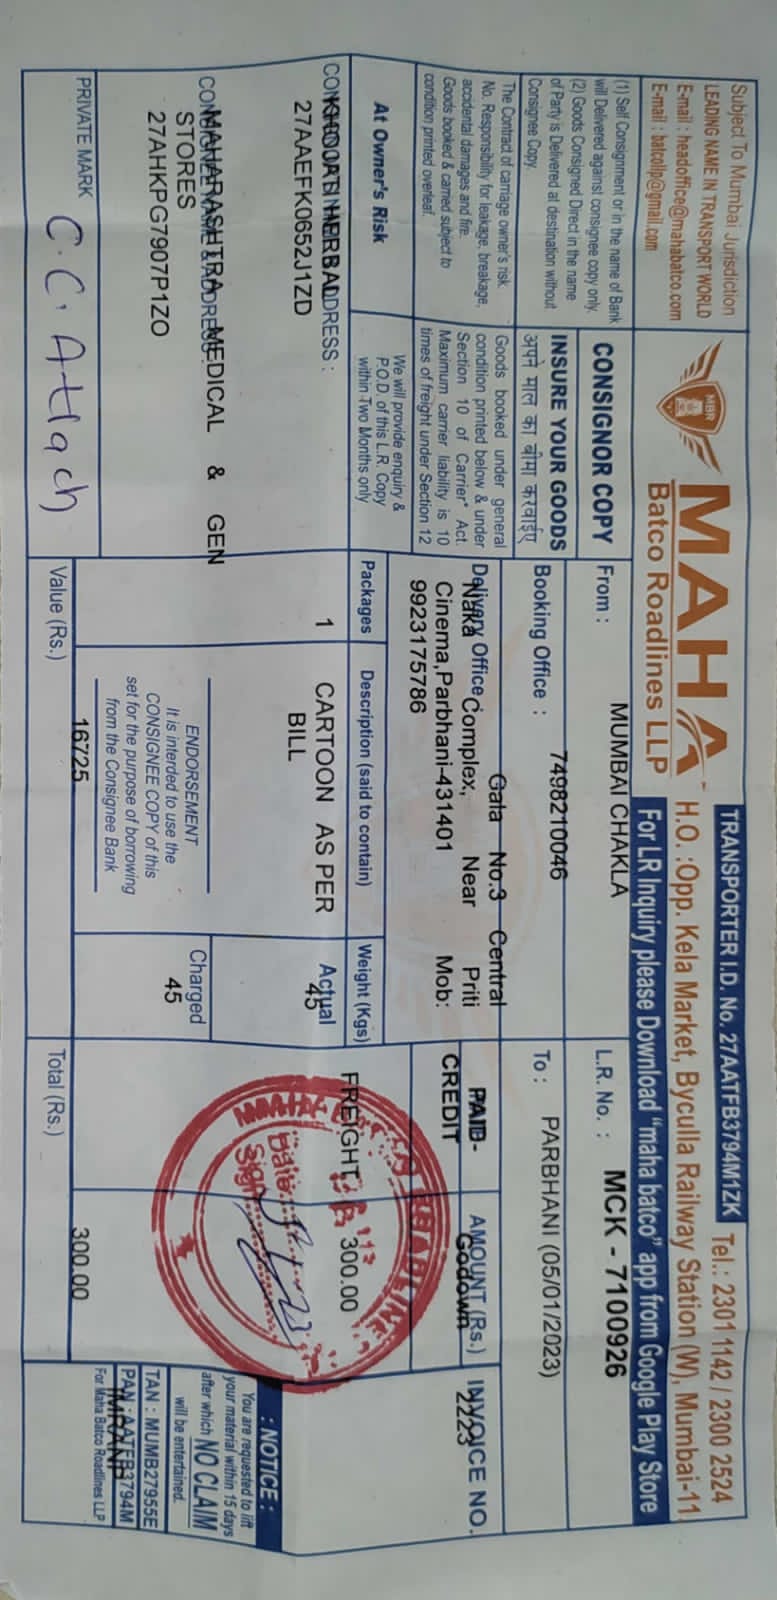 Subject To Mumbai Jurisdiction
LEADING NAME IN TRANSPORT WORLD
E-mail : headoffice@mahabatco.com
E-mail : batcollp@gmail.com
MBR
MAHA
Batco Roadlines LLP
TRANSPORTER I.D. No. 27AATFB3794M1ZK Tel.: 2301 1142 / 2300 2524
H.O. :Opp. Kela Market, Byculla Railway Station (W), Mumbai-11
For LR Inquiry please Download "maha batco" app from Google Play Store
(1) Self Consignment or in the name of Bank
will Delivered against consignee copy only.
(2) Goods Consigned Direct in the name
of Party is Delivered at destination without
Consignee Copy.
CONSIGNOR COPY
INSURE YOUR GOODS
अपने माल का बीमा करवाईए
From : MUMBAI CHAKLA
L.R. No. : MCK - 7100926
Booking Office : 7498210046
To : PARBHANI (05/01/2023)
The Contract of carriage owner's risk.
No. Responsibility for leakage, breakage,
accidental damages and fire.
Goods booked & carried subject to
condition printed overleaf.
Goods booked under general
condition printed below & under
Section 10 of Carrier' Act.
Maximum carrier liability is 10
times of freight under Section 12
Delivery Office : Gala No.3 Central
Naka Complex, Near Priti
Cinema,Parbhani-431401 Mob:
9923175786
PAID-
CREDIT
AMOUNT (Rs.)
Godown
INVOICE NO.
2223
At Owner's Risk
We will provide enquiry &
P.O.D. of this L.R. Copy
within Two Months only
Packages
Description (said to contain)
Weight (Kgs)
HERBAL ADDRESS :
27AAEFK0652J1ZD
1
CARTOON AS PER
BILL
Actual
45
FREIGHT
300.00
MAHARASHTRA MEDICAL & GEN
STORES
27AHKPG7907P1ZO
ENDORSEMENT
It is interded to use the
CONSIGNEE COPY of this
set for the purpose of borrowing
from the Consignee Bank
Charged
45
Date
Sign
: NOTICE :
You are requested to lift
your material within 15 days
after which NO CLAIM
will be entertained.
TAN : MUMB27955E
PAN : AATFB3794M
For Maha Batco Roadlines LLP
PRIVATE MARK
C.C. Attach
Value (Rs.)
16725
Total (Rs.)
300.00